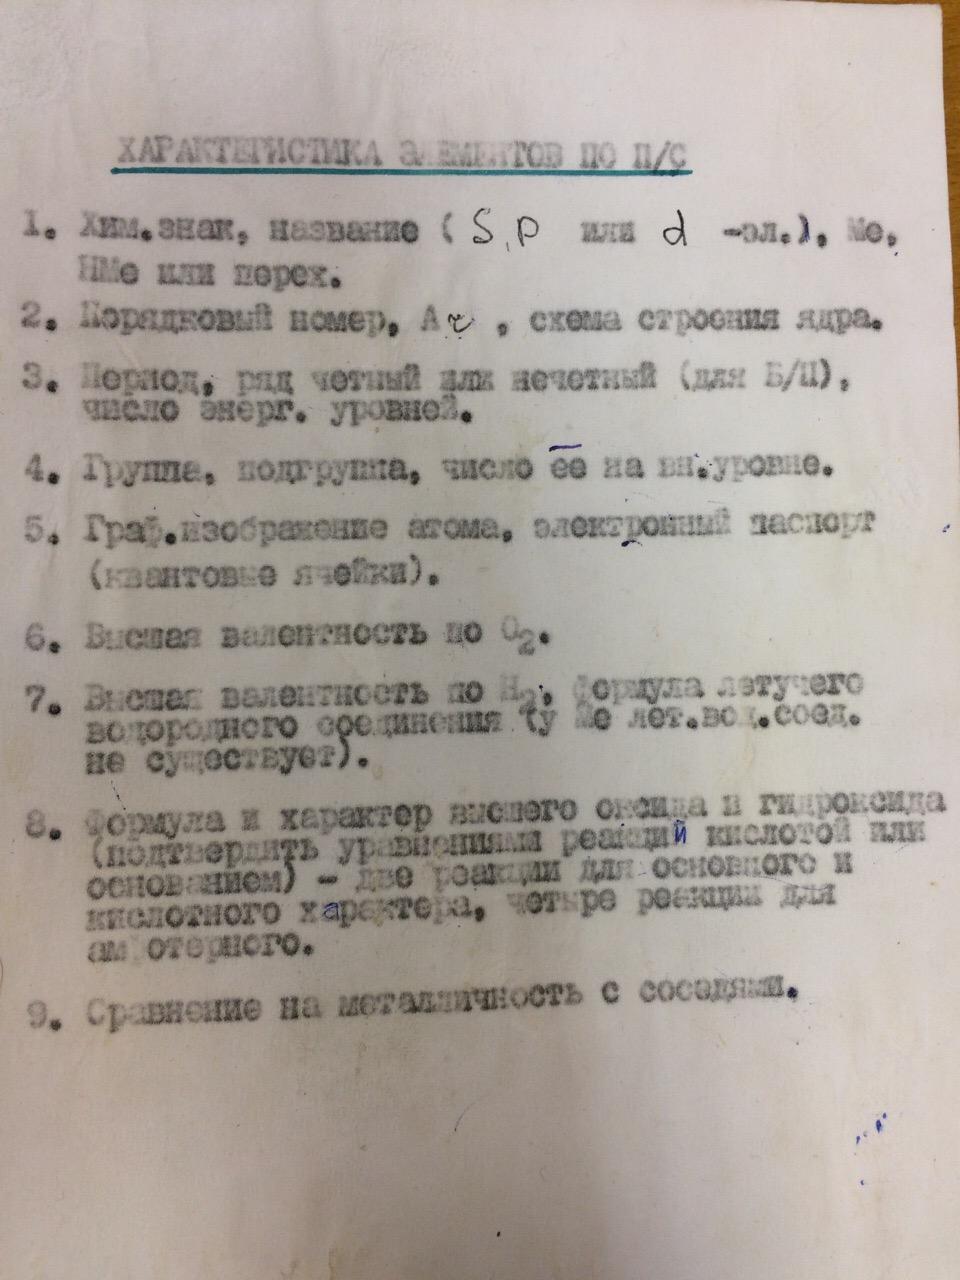 ХАРАКТЕРИСТИКА ЭЛЕМЕНТОВ ПО П/С
1. Хим.знак, название ( S,p или d -эл.), Ме,
НМе или перех.
2. Порядковый номер, Ar , схема строения ядра.
3. Период, ряд четный или нечетный (для Б/П),
число энерг. уровней.
4. Группа, подгруппа, число ее на вн.уровне.
5. Граф.изображение атома, электронный паспорт
(квантовые ячейки).
6. Высшая валентность по O₂.
7. Высшая валентность по H₂, формула летучего
водородного соединения (у Ме лет.вод.соед.
не существует).
8. Формула и характер высшего оксида и гидроксида
(подтвердить уравнениями реакций кислотой или
основанием) - две реакции для основного и
кислотного характера, четыре реакции для
амфотерного.
9. Сравнение на металличность с соседями.